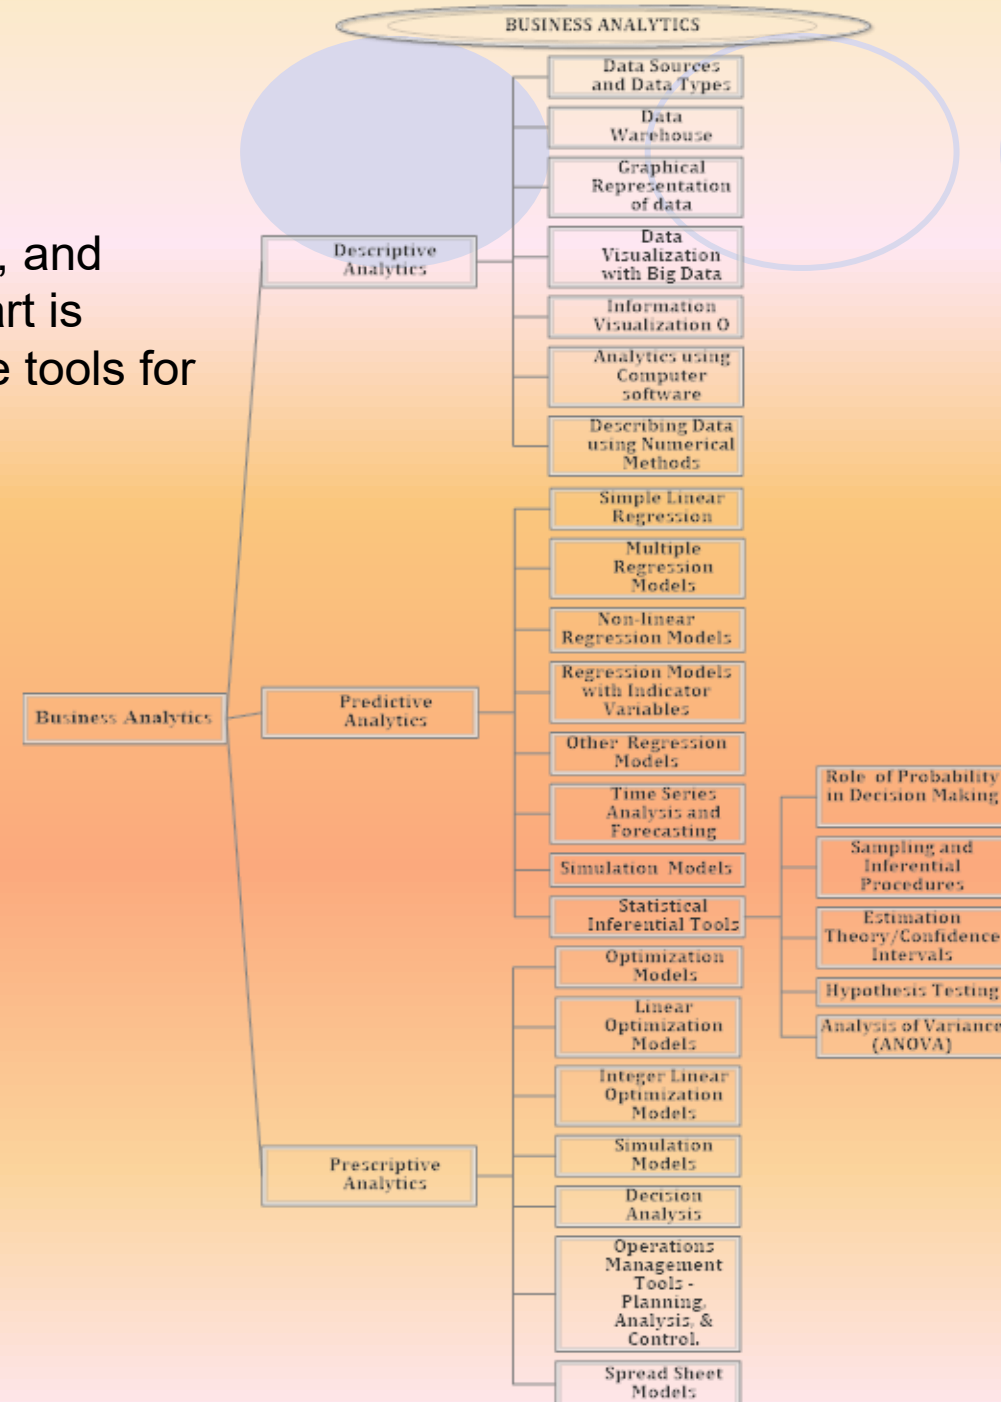 BUSINESS ANALYTICS
, and
art is
e tools for
Business Analytics
Descriptive
Analytics
Data Sources
and Data Types
Data
Warehouse
Graphical
Representation
of data
Data
Visualization
with Big Data
Information
Visualization O
Analytics using
Computer
software
Describing Data
using Numerical
Methods
Predictive
Analytics
Simple Linear
Regression
Multiple
Regression
Models
Non-linear
Regression Models
Regression Models
with Indicator
Variables
Other Regression
Models
Time Series
Analysis and
Forecasting
Simulation Models
Statistical
Inferential Tools
Role of Probability
in Decision Making
Sampling and
Inferential
Procedures
Estimation
Theory/Confidence
Intervals
Hypothesis Testing
Analysis of Variance
(ANOVA)
Prescriptive
Analytics
Optimization
Models
Linear
Optimization
Models
Integer Linear
Optimization
Models
Simulation
Models
Decision
Analysis
Operations
Management
Tools -
Planning,
Analysis, &
Control.
Spread Sheet
Models